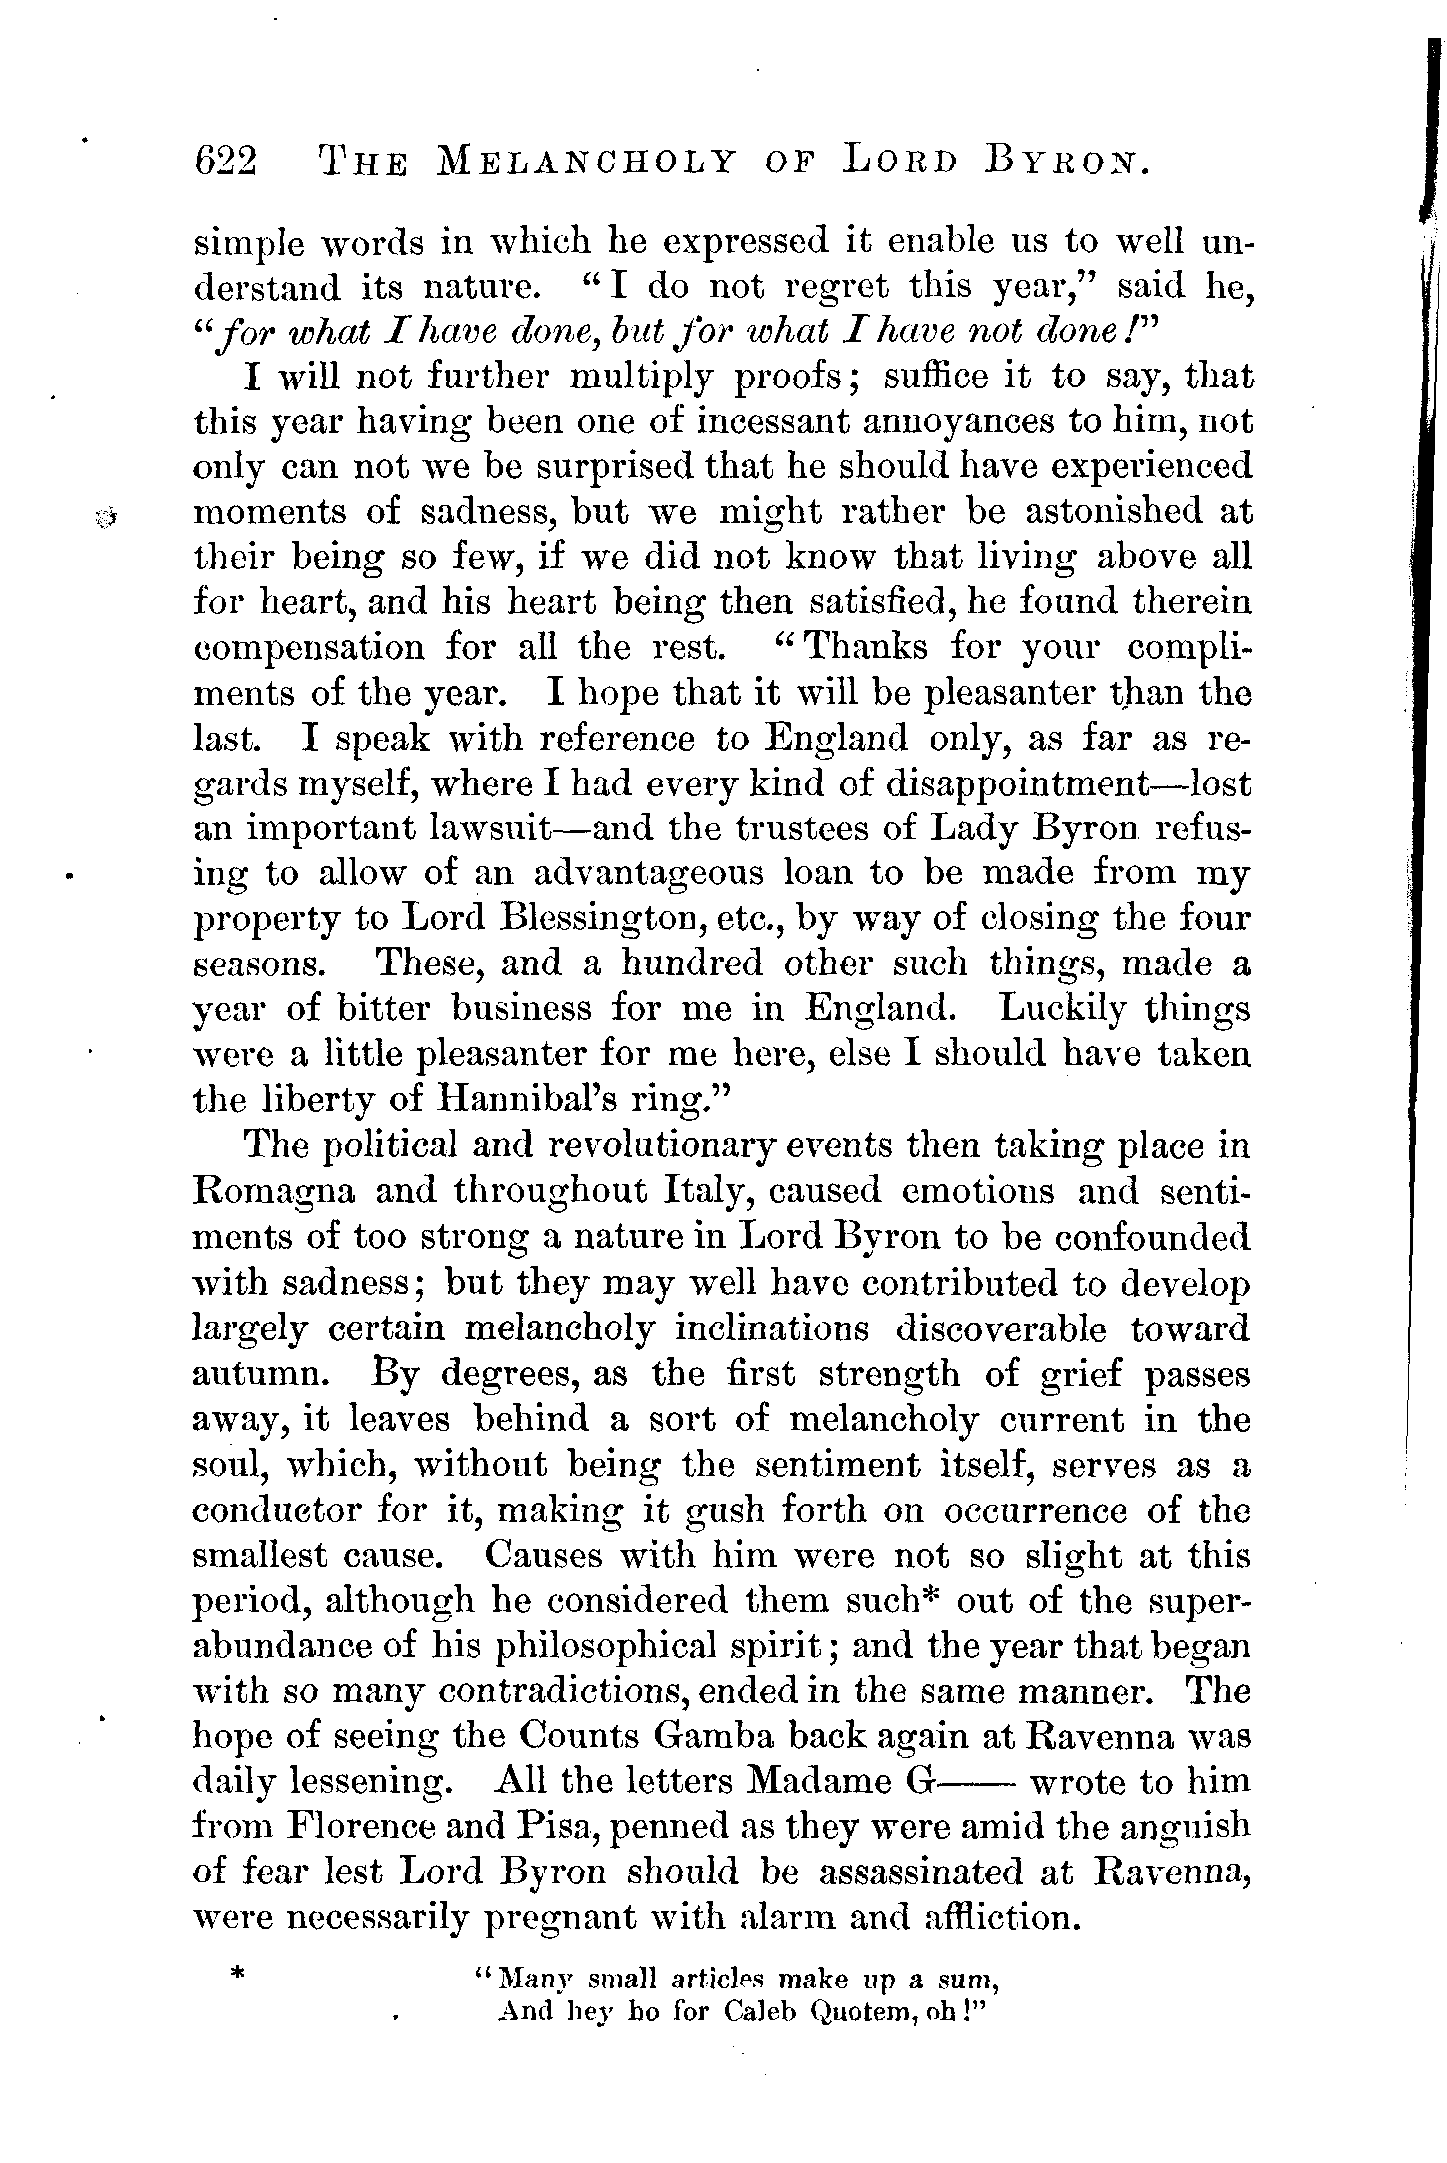 622 THE MELANCHOLY OF LORD BYRON.
simple words in which he expressed it enable us to well un-
derstand its nature. "I do not regret this year," said he,
"for what I have done, but for what I have not done!"
I will not further multiply proofs; suffice it to say, that
this year having been one of incessant annoyances to him, not
only can not we be surprised that he should have experienced
moments of sadness, but we might rather be astonished at
their being so few, if we did not know that living above all
for heart, and his heart being then satisfied, he found therein
compensation for all the rest. "Thanks for your compli-
ments of the year. I hope that it will be pleasanter than the
last. I speak with reference to England only, as far as re-
gards myself, where I had every kind of disappointment—lost
an important lawsuit—and the trustees of Lady Byron refus-
ing to allow of an advantageous loan to be made from my
property to Lord Blessington, etc., by way of closing the four
seasons. These, and a hundred other such things, made a
year of bitter business for me in England. Luckily things
were a little pleasanter for me here, else I should have taken
the liberty of Hannibal's ring."
The political and revolutionary events then taking place in
Romagna and throughout Italy, caused emotions and senti-
ments of too strong a nature in Lord Byron to be confounded
with sadness; but they may well have contributed to develop
largely certain melancholy inclinations discoverable toward
autumn. By degrees, as the first strength of grief passes
away, it leaves behind a sort of melancholy current in the
soul, which, without being the sentiment itself, serves as a
conductor for it, making it gush forth on occurrence of the
smallest cause. Causes with him were not so slight at this
period, although he considered them such* out of the super-
abundance of his philosophical spirit; and the year that began
with so many contradictions, ended in the same manner. The
hope of seeing the Counts Gamba back again at Ravenna was
daily lessening. All the letters Madame G—— wrote to him
from Florence and Pisa, penned as they were amid the anguish
of fear lest Lord Byron should be assassinated at Ravenna,
were necessarily pregnant with alarm and affliction.
* "Many small articles make up a sum,
And hey ho for Caleb Quotem, oh!"